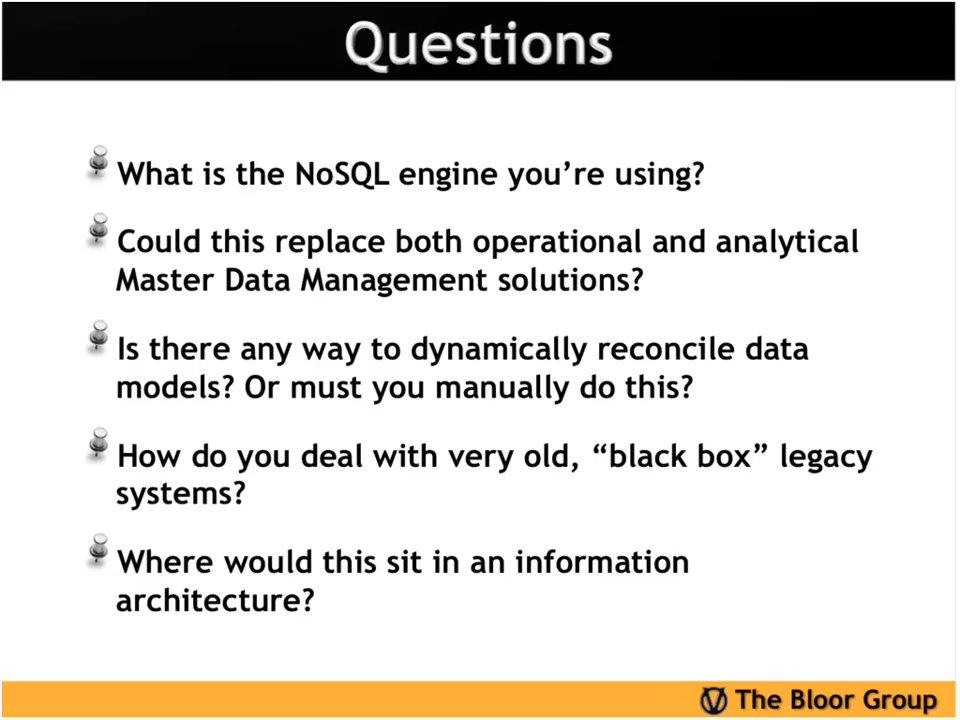 Questions
What is the NoSQL engine you’re using?
Could this replace both operational and analytical
Master Data Management solutions?
Is there any way to dynamically reconcile data
models? Or must you manually do this?
How do you deal with very old, “black box” legacy
systems?
Where would this sit in an information
architecture?
The Bloor Group